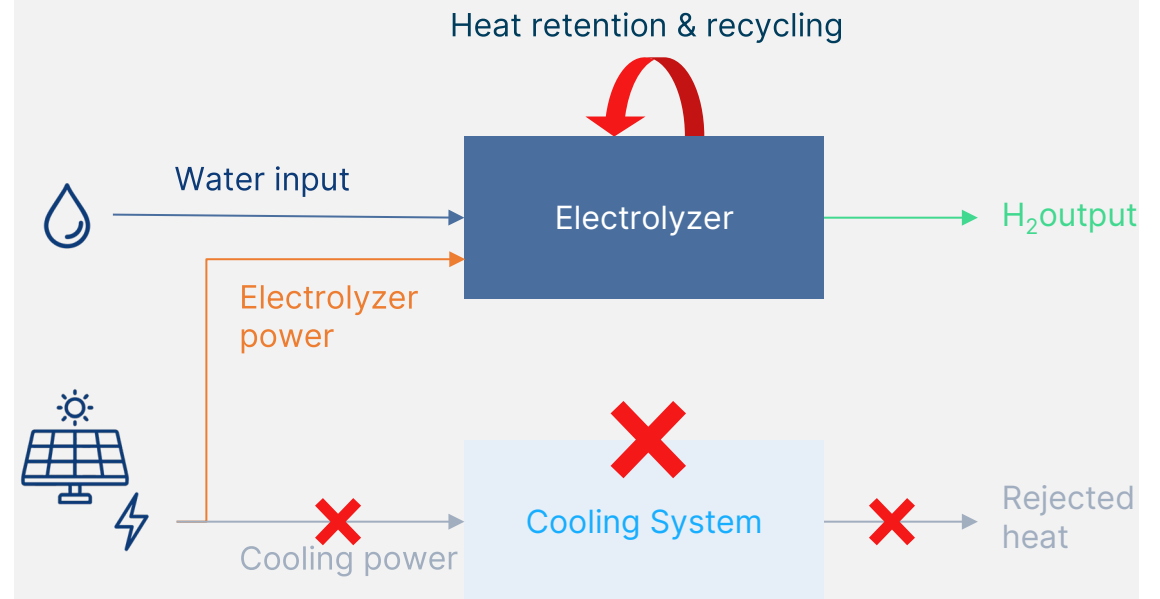 Heat retention & recycling
Water input
Electrolyzer
H₂output
Electrolyzer
power
Cooling System
Rejected
heat
Cooling power